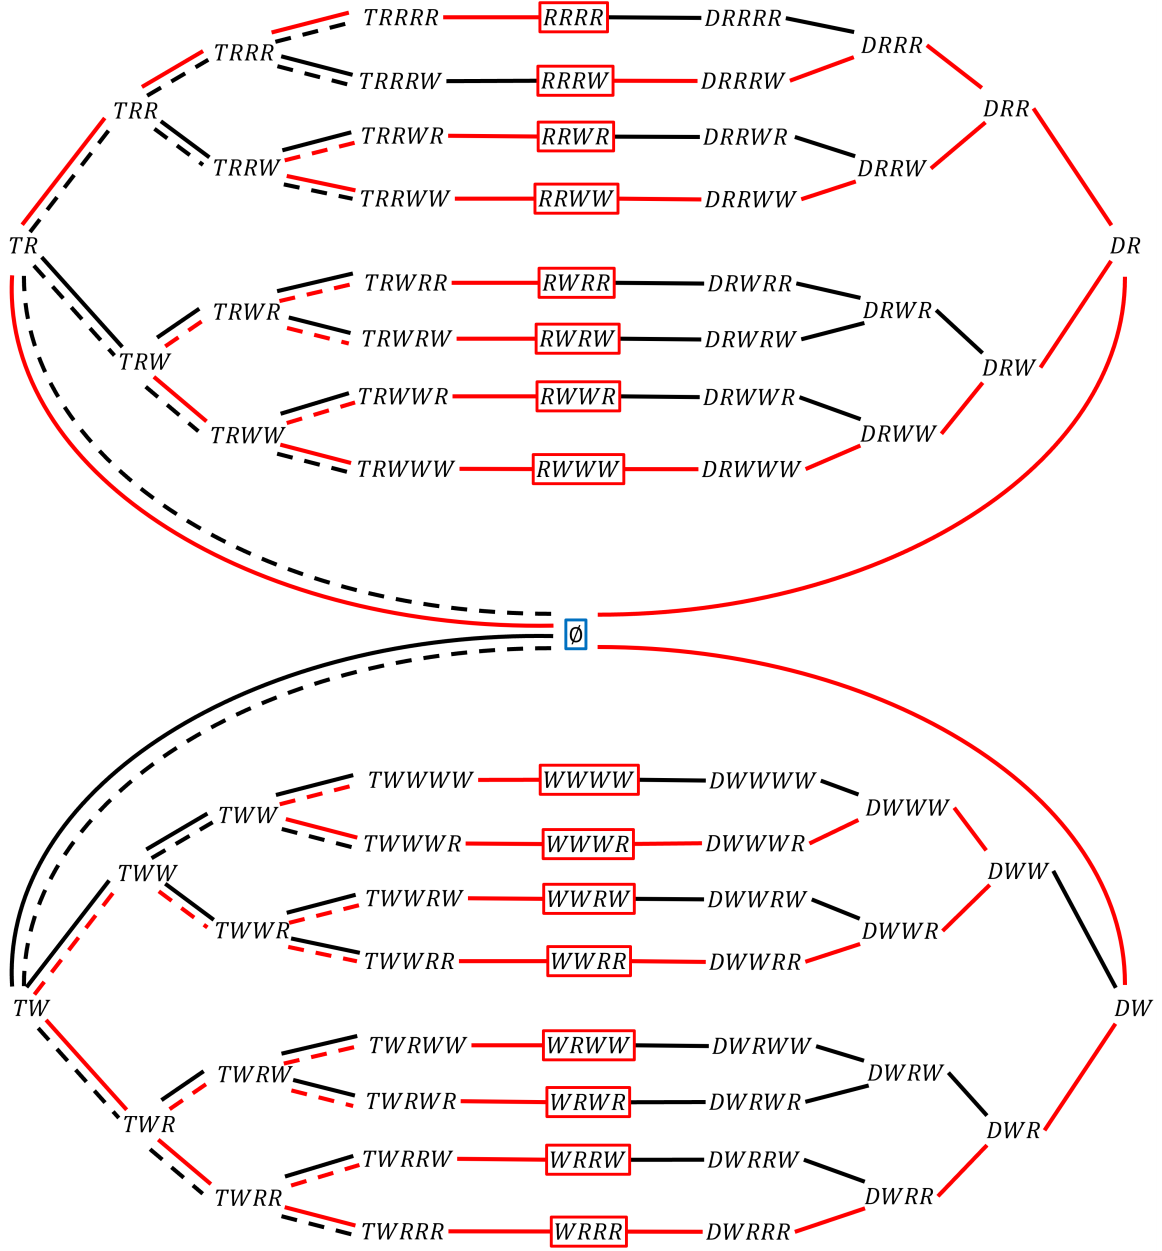 TRRRR RRRR DRRRR
TRRR DRRR
TRRRW RRRW DRRRW
TRR DRR
TRRWR RRWR DRRWR
TRRW DRRW
TRRWW RRWW DRRWW
TR DR
TRWRR RWRR DRWRR
TRWR DRWR
TRWRW RWRW DRWRW
TRW DRW
TRWWR RWWR DRWWR
TRWW DRWW
TRWWW RWWW DRWWW
∅
TWWWW WWWW DWWWW
TWW DWWW
TWWWR WWWR DWWWR
TWW DWW
TWWRW WWRW DWWRW
TWWR DWWR
TWWRR WWRR DWWRR
TW DW
TWRWW WRWW DWRWW
TWRW DWRW
TWRWR WRWR DWRWR
TWR DWR
TWRRW WRRW DWRRW
TWRR DWRR
TWRRR WRRR DWRRR